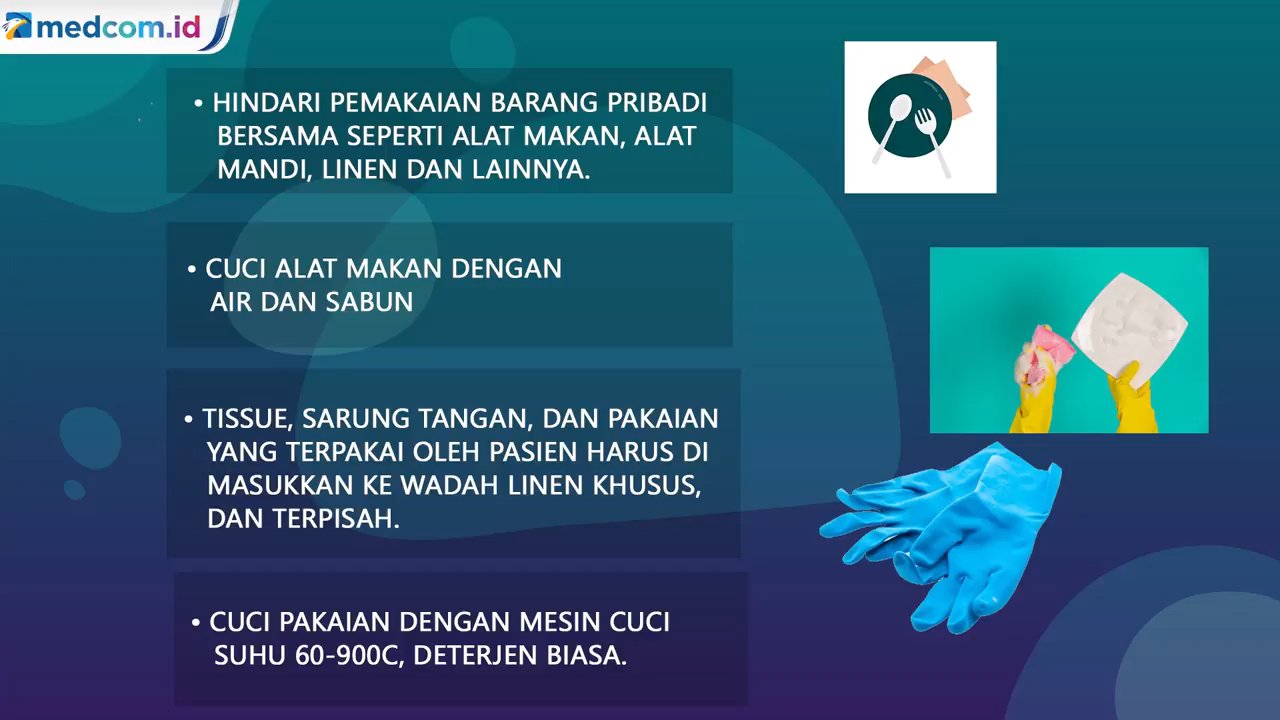 medcom.id
• HINDARI PEMAKAIAN BARANG PRIBADI
BERSAMA SEPERTI ALAT MAKAN, ALAT
MANDI, LINEN DAN LAINNYA.
• CUCI ALAT MAKAN DENGAN
AIR DAN SABUN
• TISSUE, SARUNG TANGAN, DAN PAKAIAN
YANG TERPAKAI OLEH PASIEN HARUS DI
MASUKKAN KE WADAH LINEN KHUSUS,
DAN TERPISAH.
• CUCI PAKAIAN DENGAN MESIN CUCI
SUHU 60-900C, DETERJEN BIASA.